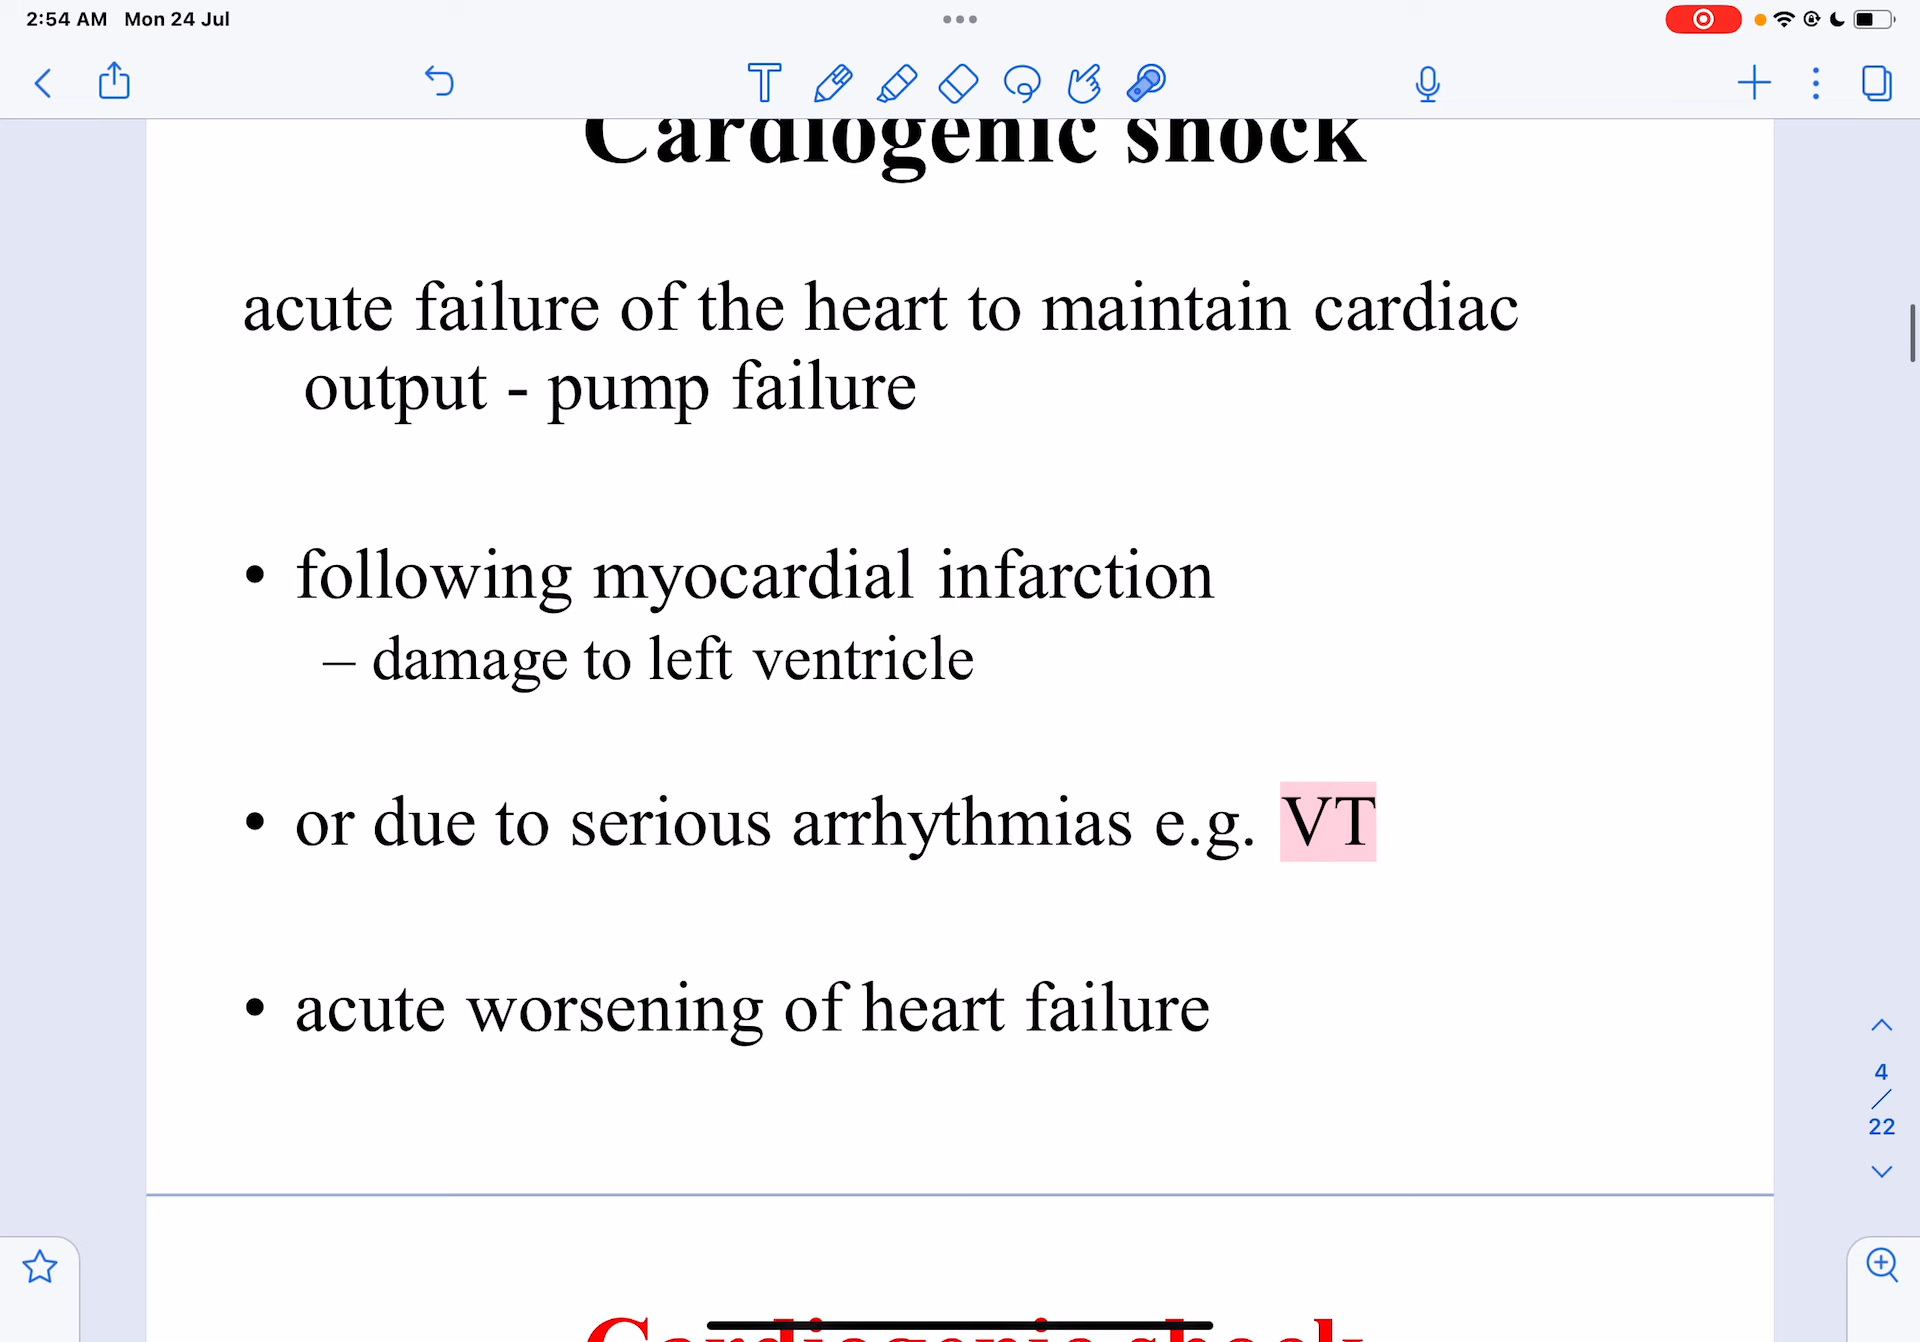 2:54 AM Mon 24 Jul
Cardiogenic shock
acute failure of the heart to maintain cardiac
output - pump failure
• following myocardial infarction
– damage to left ventricle
• or due to serious arrhythmias e.g. VT
• acute worsening of heart failure
4
/
22
Cardiogenic shock